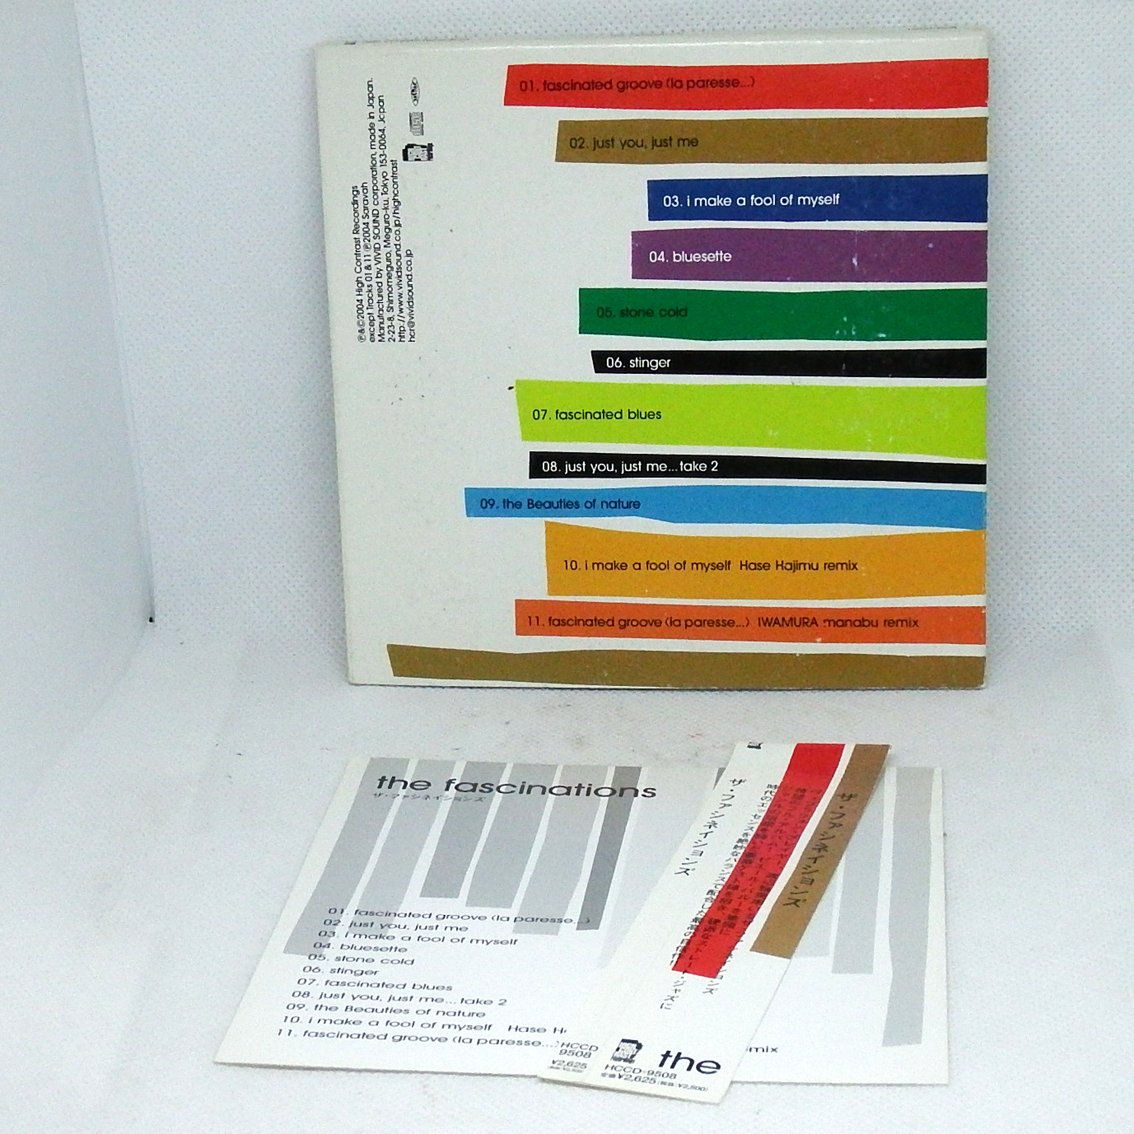 01. fascinated groove (la paresse...)
02. just you, just me
03. i make a fool of myself
04. bluesette
05. stone cold
06. stinger
07. fascinated blues
08. just you, just me... take 2
09. the Beauties of nature
10. i make a fool of myself Hase Hajimu remix
11. fascinated groove (la paresse...) IWAMURA manabu remix
℗&©2004 High Contrast Recordings
except Tracks 01&11 ℗2004 Saravah
Manufactured by VIVID SOUND corporation, made in Japan.
2-23-8, Shimomeguro, Meguro-ku, Tokyo 153-0064, Japan
http://www.vividsound.co.jp/highcontrast
hcr@vividsound.co.jp
the fascinations
ザ・ファシネイションズ
01. fascinated groove (la paresse...)
02. just you, just me
03. i make a fool of myself
04. bluesette
05. stone cold
06. stinger
07. fascinated blues
08. just you, just me... take 2
09. the Beauties of nature
10. i make a fool of myself Hase H
11. fascinated groove (la paresse...
mix
HCCD
9508
¥2,625
ザ・ファシネイションズ
ザ・ファシネイションズ
the
HCCD-9508
定価¥2,625(税抜¥2,500)